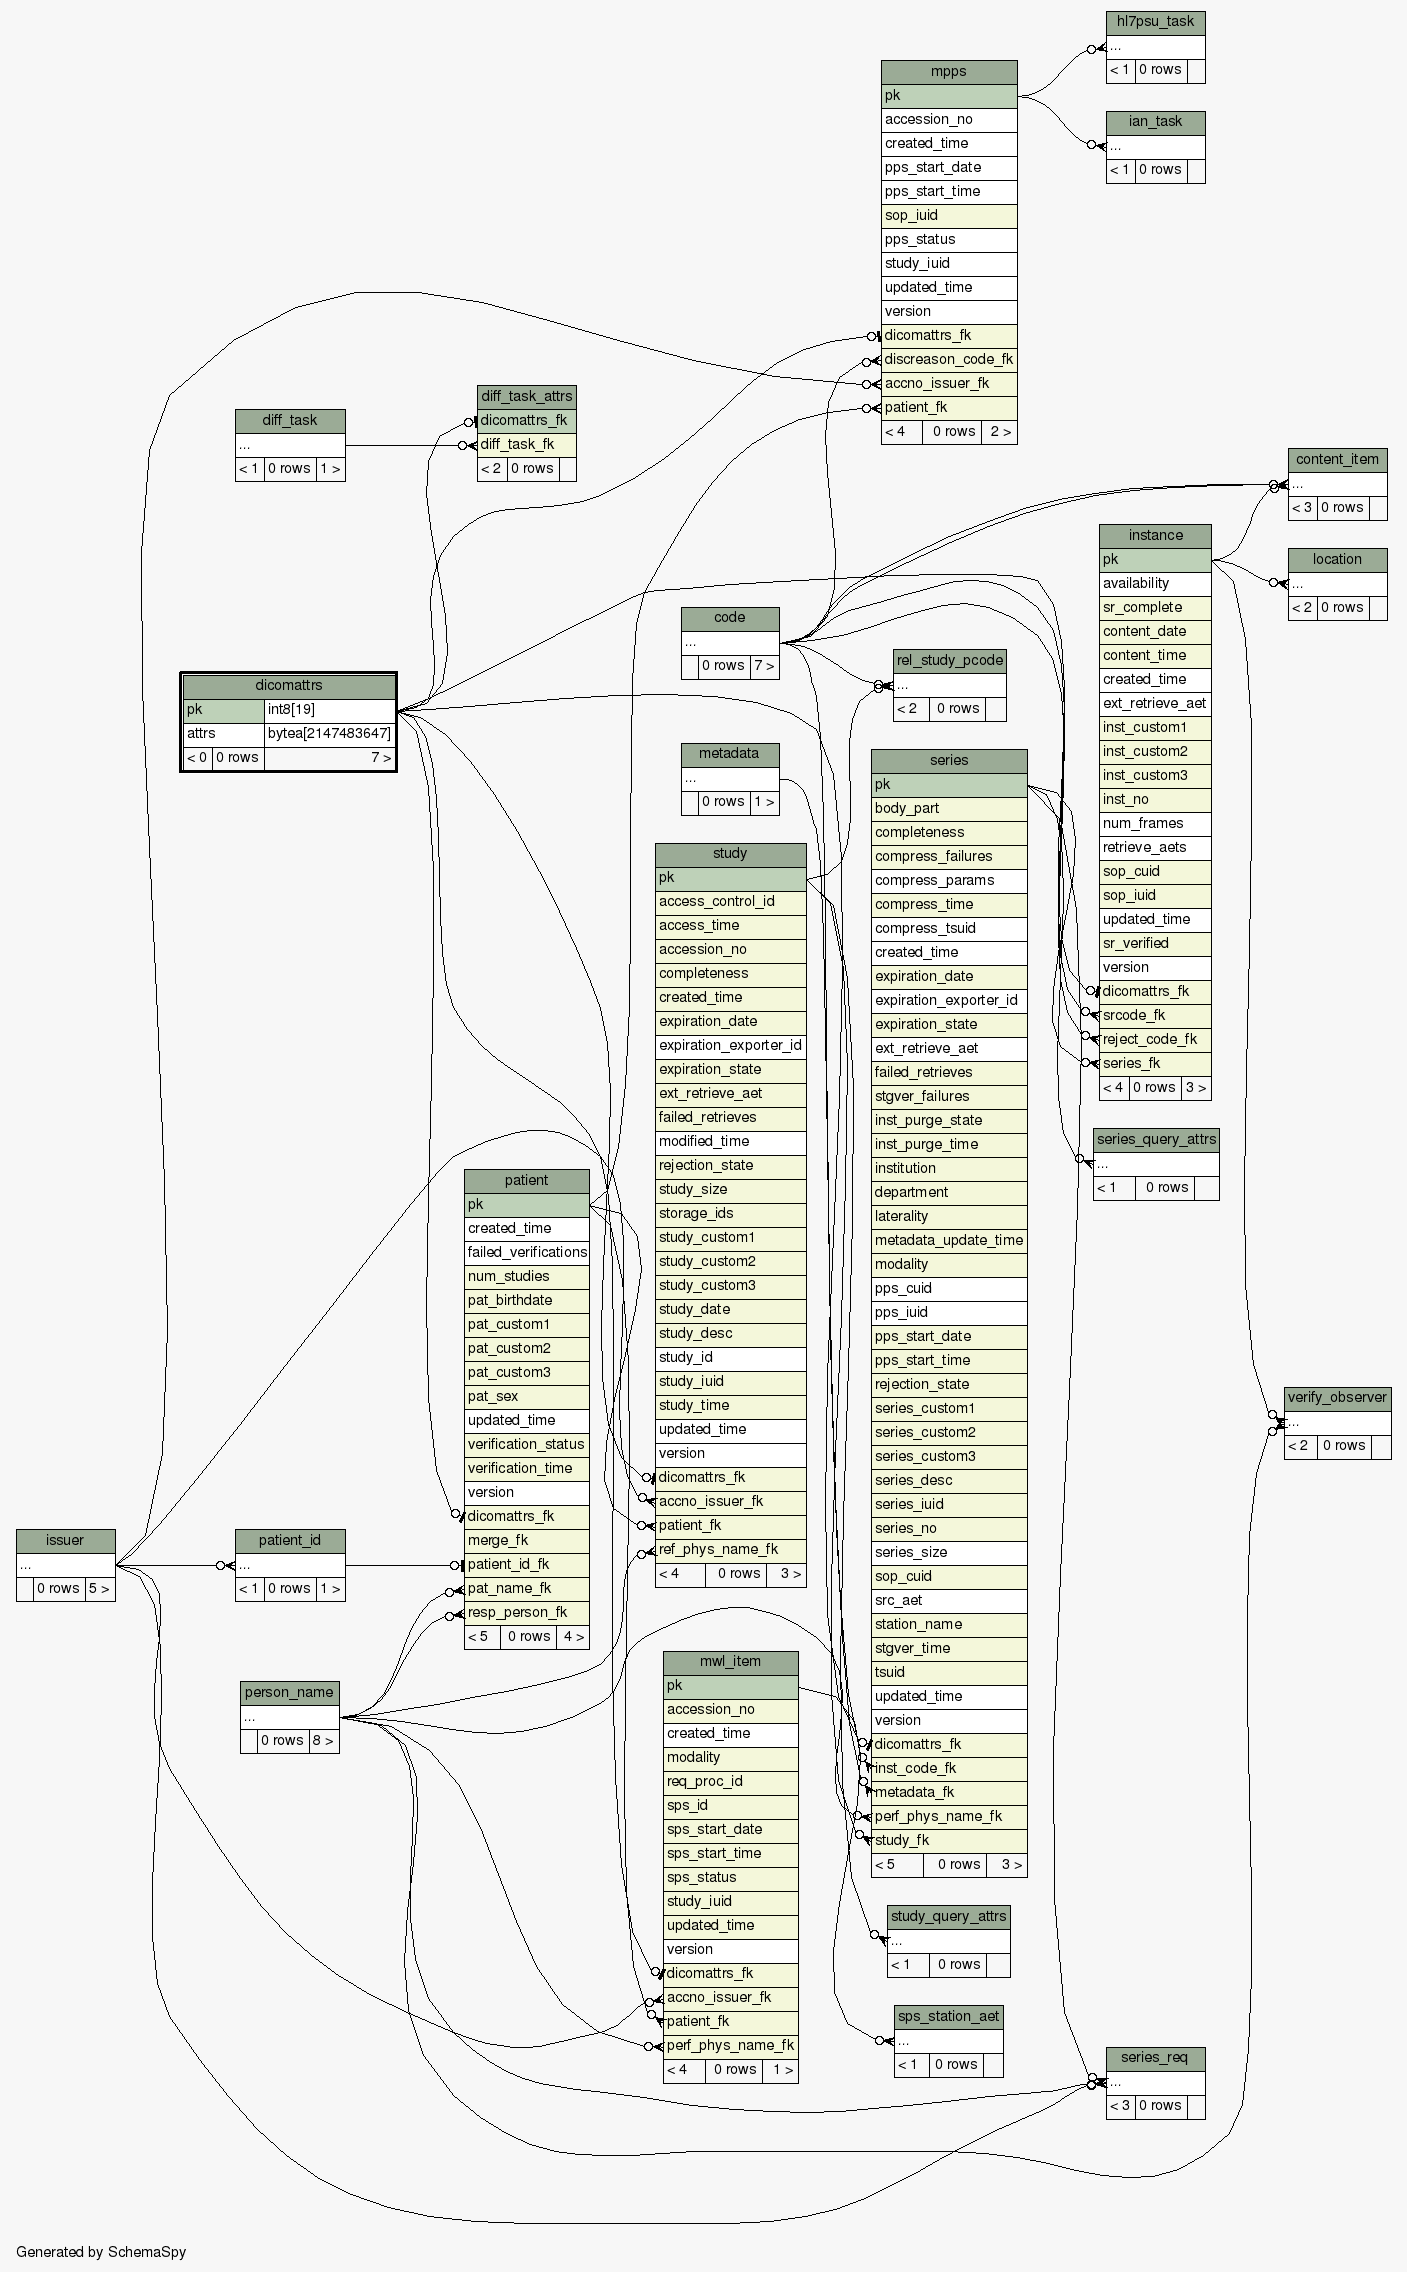 hl7psu_task
...
< 1 0 rows
mpps
pk
accession_no
created_time
pps_start_date
pps_start_time
sop_iuid
pps_status
study_iuid
updated_time
version
dicomattrs_fk
discreason_code_fk
accno_issuer_fk
patient_fk
< 4 0 rows 2 >
ian_task
...
< 1 0 rows
diff_task_attrs
dicomattrs_fk
diff_task_fk
< 2 0 rows
diff_task
...
< 1 0 rows 1 >
content_item
...
< 3 0 rows
instance
pk
availability
sr_complete
content_date
content_time
created_time
ext_retrieve_aet
inst_custom1
inst_custom2
inst_custom3
inst_no
num_frames
retrieve_aets
sop_cuid
sop_iuid
updated_time
sr_verified
version
dicomattrs_fk
srcode_fk
reject_code_fk
series_fk
< 4 0 rows 3 >
location
...
< 2 0 rows
code
...
0 rows 7 >
rel_study_pcode
...
< 2 0 rows
dicomattrs
pk int8[19]
attrs bytea[2147483647]
< 0 0 rows 7 >
metadata
...
0 rows 1 >
series
pk
body_part
completeness
compress_failures
compress_params
compress_time
compress_tsuid
created_time
expiration_date
expiration_exporter_id
expiration_state
ext_retrieve_aet
failed_retrieves
stgver_failures
inst_purge_state
inst_purge_time
institution
department
laterality
metadata_update_time
modality
pps_cuid
pps_iuid
pps_start_date
pps_start_time
rejection_state
series_custom1
series_custom2
series_custom3
series_desc
series_iuid
series_no
series_size
sop_cuid
src_aet
station_name
stgver_time
tsuid
updated_time
version
dicomattrs_fk
inst_code_fk
metadata_fk
perf_phys_name_fk
study_fk
< 5 0 rows 3 >
study
pk
access_control_id
access_time
accession_no
completeness
created_time
expiration_date
expiration_exporter_id
expiration_state
ext_retrieve_aet
failed_retrieves
modified_time
rejection_state
study_size
storage_ids
study_custom1
study_custom2
study_custom3
study_date
study_desc
study_id
study_iuid
study_time
updated_time
version
dicomattrs_fk
accno_issuer_fk
patient_fk
ref_phys_name_fk
< 4 0 rows 3 >
series_query_attrs
...
< 1 0 rows
patient
pk
created_time
failed_verifications
num_studies
pat_birthdate
pat_custom1
pat_custom2
pat_custom3
pat_sex
updated_time
verification_status
verification_time
version
dicomattrs_fk
merge_fk
patient_id_fk
pat_name_fk
resp_person_fk
< 5 0 rows 4 >
verify_observer
...
< 2 0 rows
issuer
...
0 rows 5 >
patient_id
...
< 1 0 rows 1 >
person_name
...
0 rows 8 >
mwl_item
pk
accession_no
created_time
modality
req_proc_id
sps_id
sps_start_date
sps_start_time
sps_status
study_iuid
updated_time
version
dicomattrs_fk
accno_issuer_fk
patient_fk
perf_phys_name_fk
< 4 0 rows 1 >
study_query_attrs
...
< 1 0 rows
sps_station_aet
...
< 1 0 rows
series_req
...
< 3 0 rows
Generated by SchemaSpy